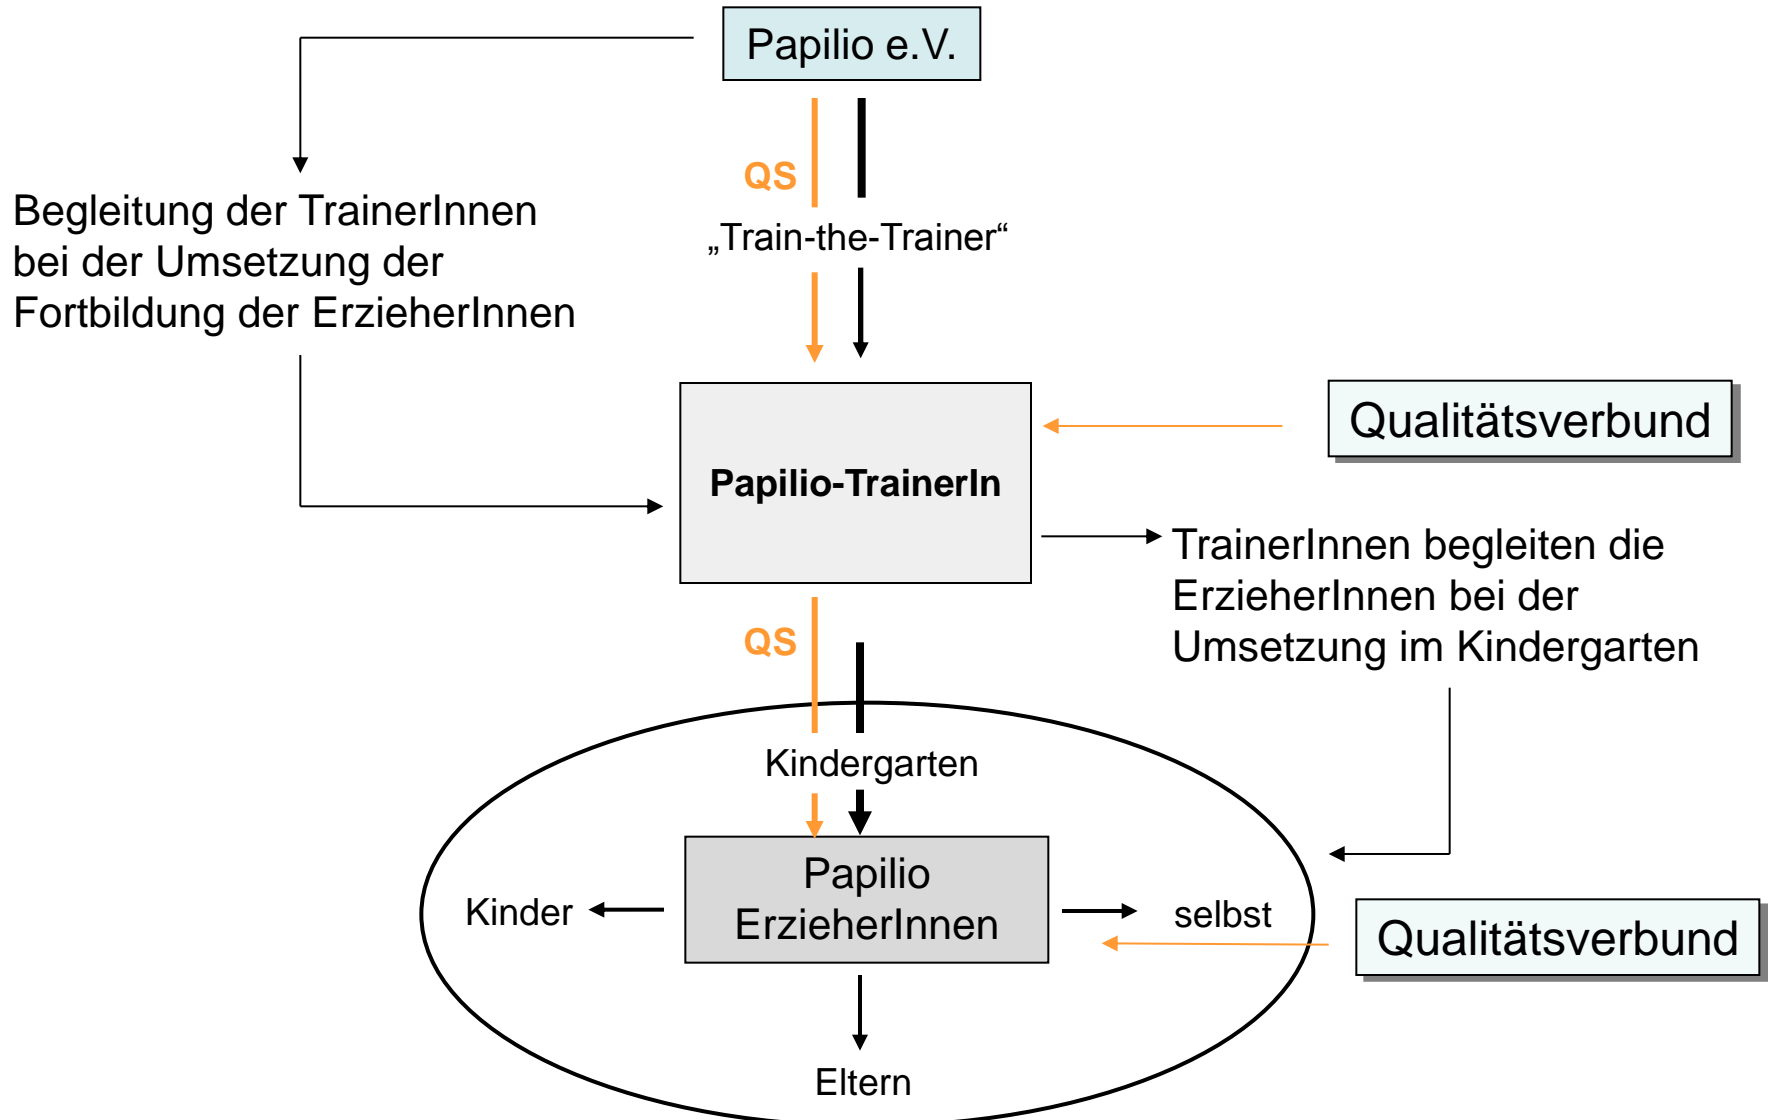 Papilio e.V.
QS
„Train-the-Trainer“
Begleitung der TrainerInnen
bei der Umsetzung der
Fortbildung der ErzieherInnen
Qualitätsverbund
Papilio-TrainerIn
TrainerInnen begleiten die
ErzieherInnen bei der
Umsetzung im Kindergarten
QS
Kindergarten
Papilio
ErzieherInnen
Kinder
selbst
Qualitätsverbund
Eltern